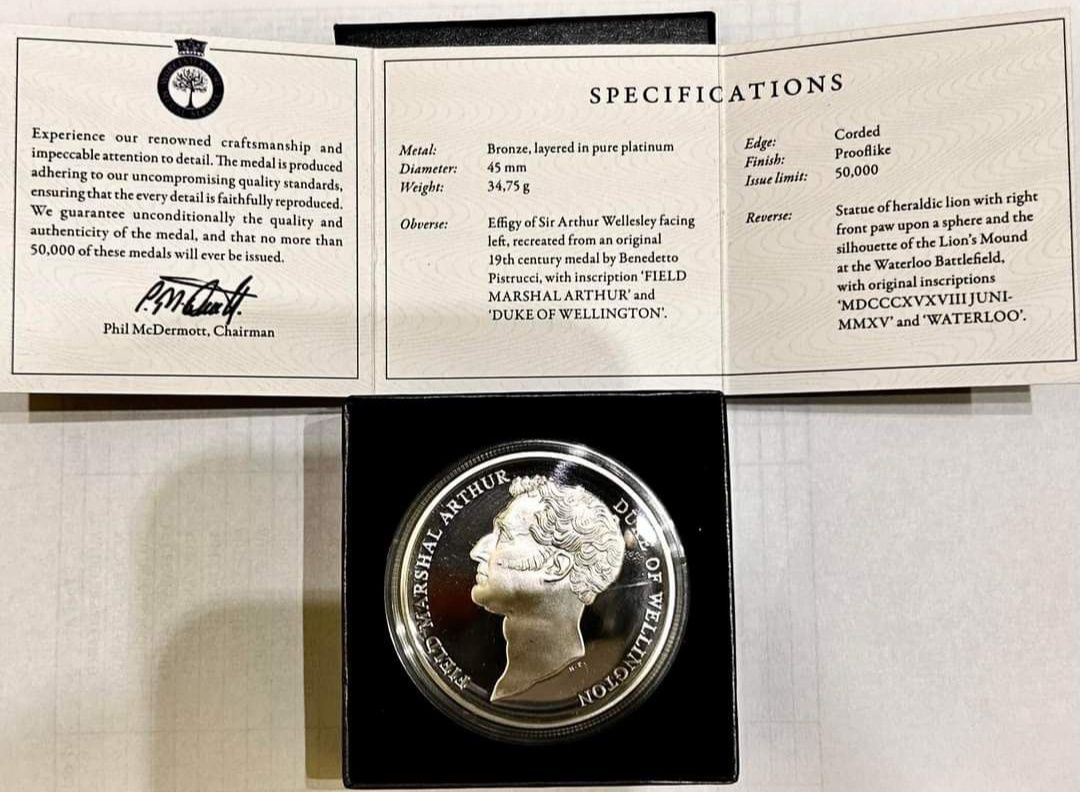 Experience our renowned craftsmanship and
impeccable attention to detail. The medal is produced
adhering to our uncompromising quality standards,
ensuring that the every detail is faithfully reproduced.
We guarantee unconditionally the quality and
authenticity of the medal, and that no more than
50,000 of these medals will ever be issued.
Phil McDermott, Chairman
SPECIFICATIONS
Metal: Bronze, layered in pure platinum
Diameter: 45 mm
Weight: 34,75 g
Obverse: Effigy of Sir Arthur Wellesley facing
left, recreated from an original
19th century medal by Benedetto
Pistrucci, with inscription ‘FIELD
MARSHAL ARTHUR’ and
‘DUKE OF WELLINGTON’.
Edge: Corded
Finish: Prooflike
Issue limit: 50,000
Reverse: Statue of heraldic lion with right
front paw upon a sphere and the
silhouette of the Lion’s Mound
at the Waterloo Battlefield,
with original inscriptions
‘MDCCCXVXVIII JUNI-
MMXV’ and ‘WATERLOO’.
FIELD MARSHAL ARTHUR
DUKE OF WELLINGTON